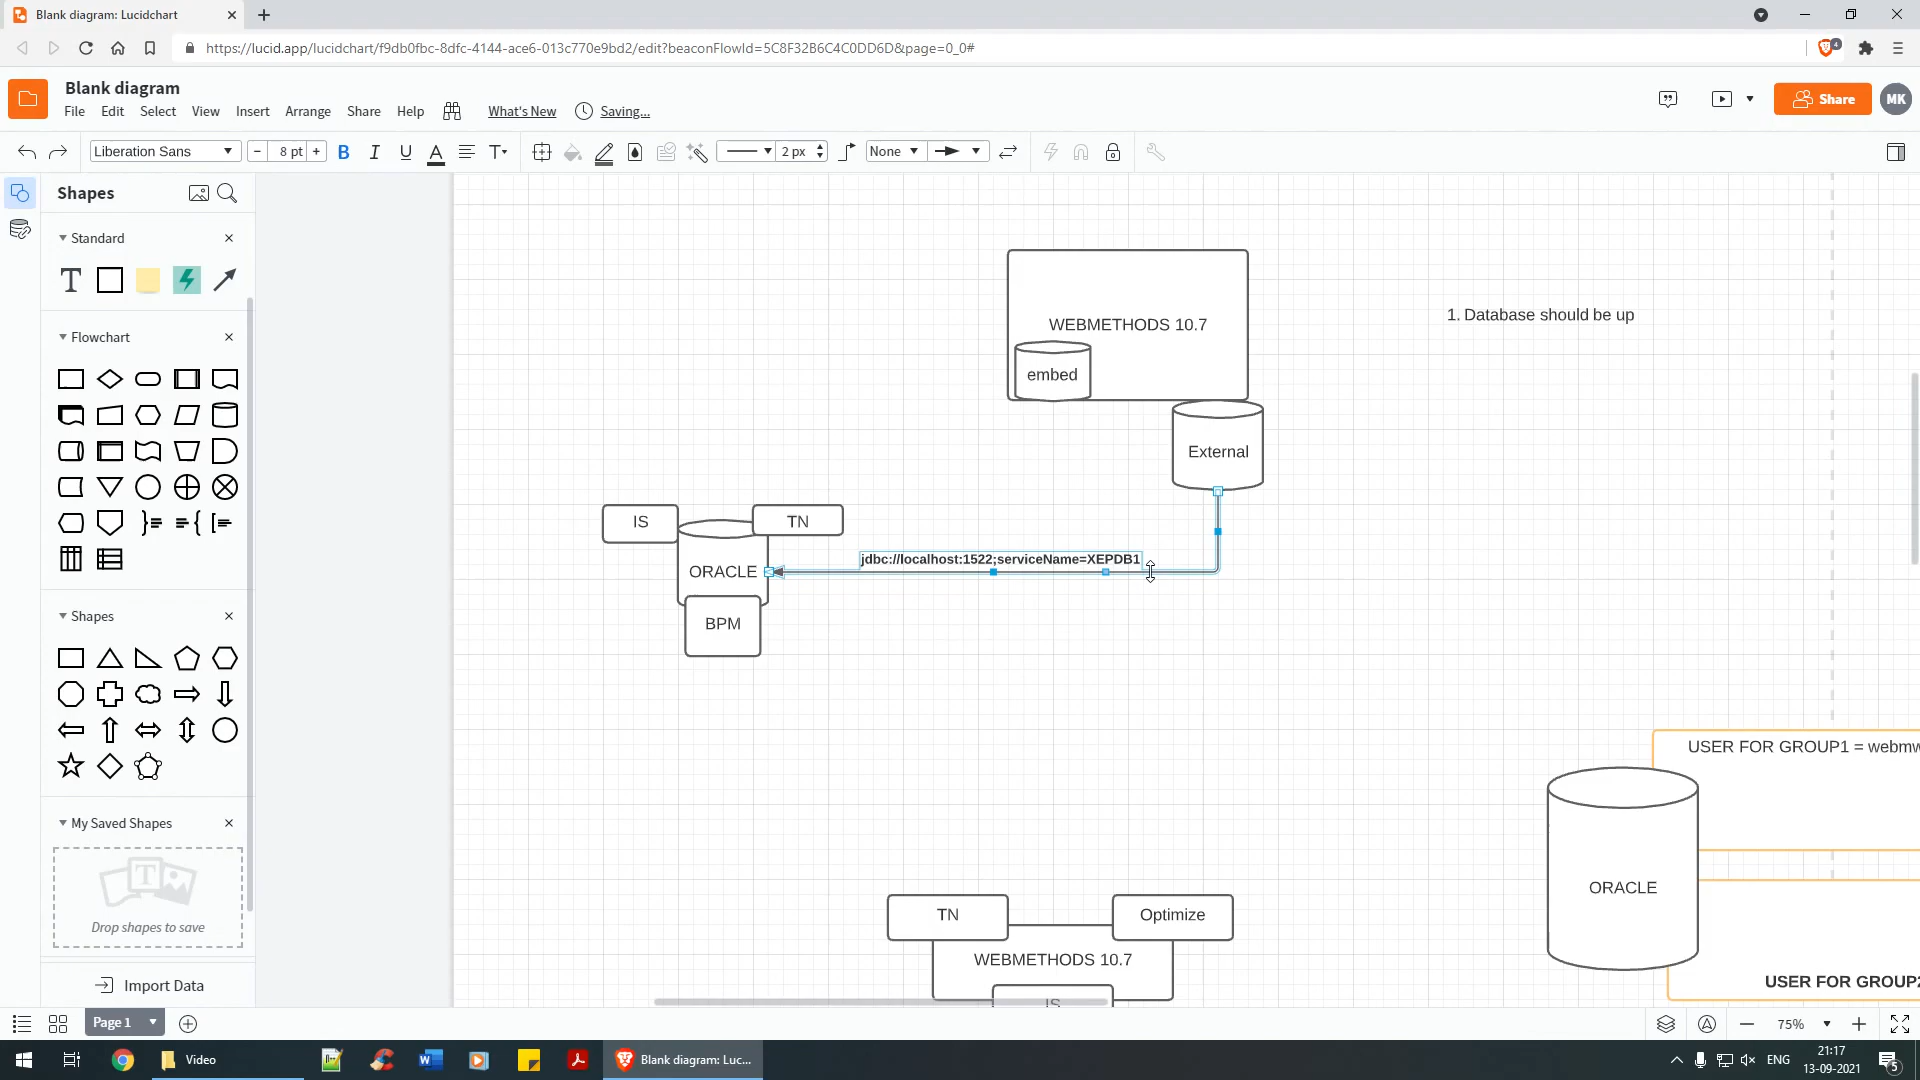 Blank diagram: Lucidchart
https://lucid.app/lucidchart/f9db0fbc-8dfc-4144-ace6-013c770e9bd2/edit?beaconFlowId=5C8F32B6C4C0DD6D&page=0_0#
4
Blank diagram
File Edit Select View Insert Arrange Share Help What's New Saving...
Share
MK
Liberation Sans
8 pt
B I U A T
2 px
None
Shapes
Standard
T
Flowchart
Shapes
My Saved Shapes
T
Drop shapes to save
Import Data
WEBMETHODS 10.7
embed
External
1. Database should be up
IS
TN
ORACLE
BPM
jdbc://localhost:1522;serviceName=XEPDB1
USER FOR GROUP1 = webmw
ORACLE
USER FOR GROUP2
TN
Optimize
WEBMETHODS 10.7
IS
Page 1
75%
Video
Blank diagram: Luc...
ENG
21:17
13-09-2021
5